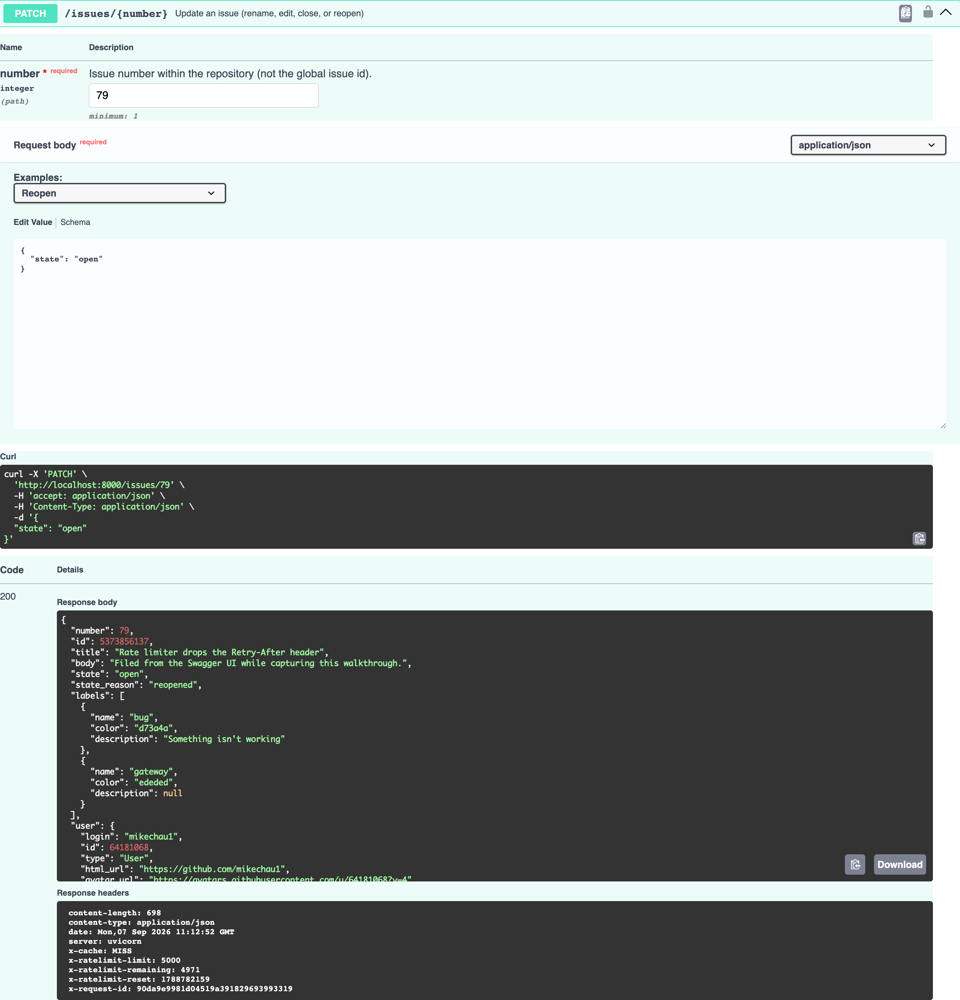 PATCH /issues/{number} Update an issue (rename, edit, close, or reopen)
Name Description
number * required Issue number within the repository (not the global issue id).
integer
(path)
79
minimum: 1
Request body required application/json
Examples:
Reopen
Edit Value Schema
{
  "state": "open"
}
Curl
curl -X 'PATCH' \
  'http://localhost:8000/issues/79' \
  -H 'accept: application/json' \
  -H 'Content-Type: application/json' \
  -d '{
  "state": "open"
}'
Code Details
200
Response body
{
  "number": 79,
  "id": 5373856137,
  "title": "Rate limiter drops the Retry-After header",
  "body": "Filed from the Swagger UI while capturing this walkthrough.",
  "state": "open",
  "state_reason": "reopened",
  "labels": [
    {
      "name": "bug",
      "color": "d73a4a",
      "description": "Something isn't working"
    },
    {
      "name": "gateway",
      "color": "ededed",
      "description": null
    }
  ],
  "user": {
    "login": "mikechau1",
    "id": 64181068,
    "type": "User",
    "html_url": "https://github.com/mikechau1",
    "avatar_url": "https://avatars.githubusercontent.com/u/64181068?v=4"
Download
Response headers
content-length: 698
content-type: application/json
date: Mon,07 Sep 2026 11:12:52 GMT
server: uvicorn
x-cache: MISS
x-ratelimit-limit: 5000
x-ratelimit-remaining: 4971
x-ratelimit-reset: 1788782159
x-request-id: 90da9e9981d04519a391829693993319